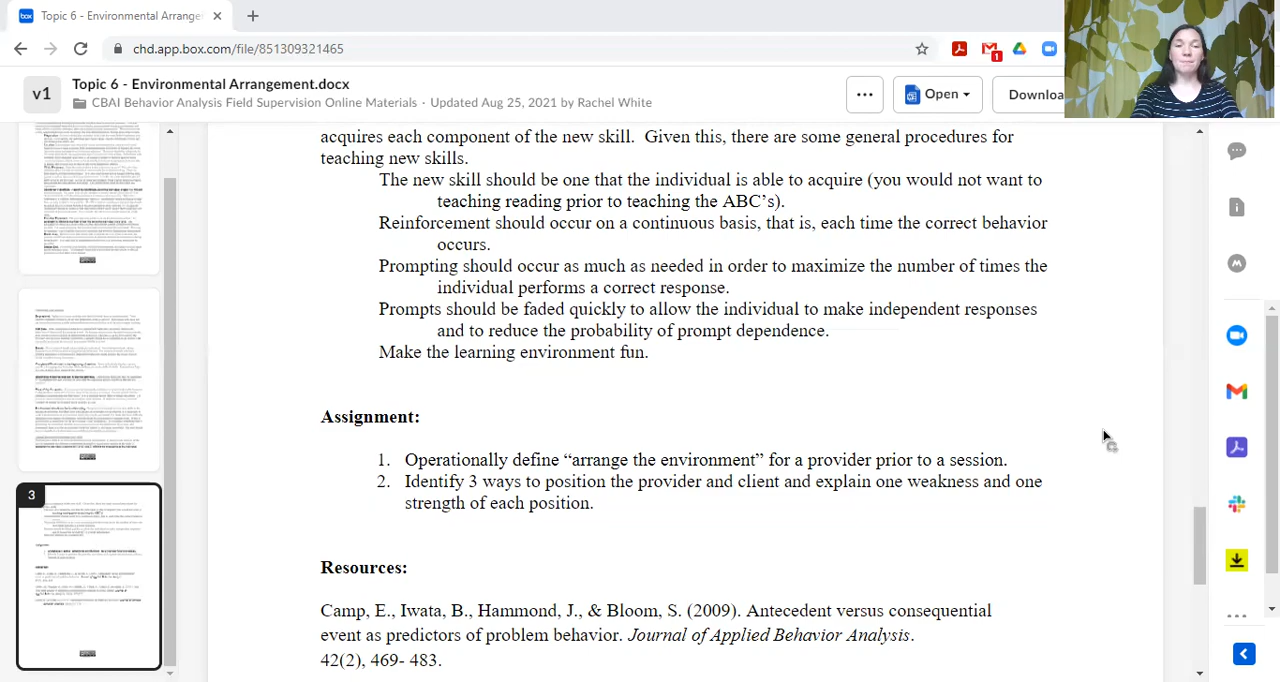 Topic 6 - Environmental Arrange
chd.app.box.com/file/851309321465
1
v1
Topic 6 - Environmental Arrangement.docx
CBAI Behavior Analysis Field Supervision Online Materials · Updated Aug 25, 2021 by Rachel White
Open
Downloa
teach each component of the new skill. Given this, there are some general procedures for
teaching new skills.
The new skill should be one that the individual is able to acquire (you would not want to
teaching reading prior to teaching the ABC's).
Reinforcement should occur on a continuous basis, that is, each time the correct behavior
occurs.
Prompting should occur as much as needed in order to maximize the number of times the
individual performs a correct response.
Prompts should be faded quickly to allow the individual to make independent responses
and to decrease the probability of prompt dependence.
Make the learning environment fun.
Assignment:
1. Operationally define “arrange the environment” for a provider prior to a session.
2. Identify 3 ways to position the provider and client and explain one weakness and one
strength of each position.
Resources:
Camp, E., Iwata, B., Hammond, J., & Bloom, S. (2009). Antecedent versus consequential
event as predictors of problem behavior. Journal of Applied Behavior Analysis.
42(2), 469- 483.
3